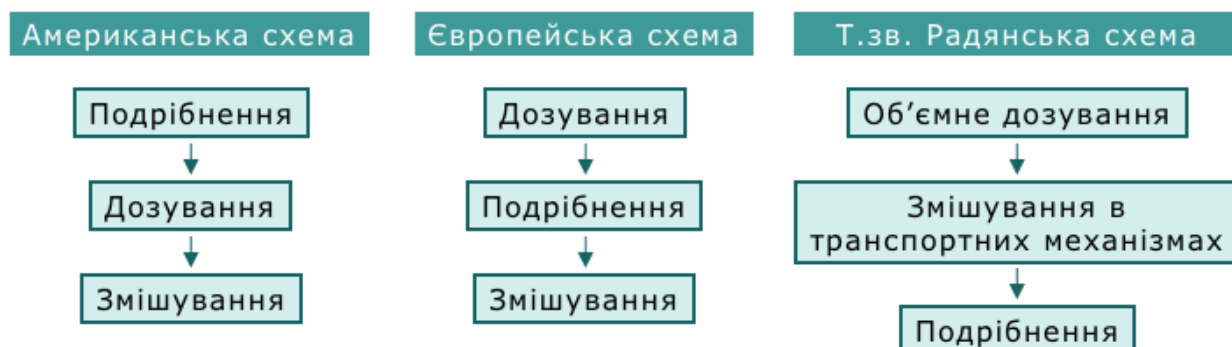 Американська схема
Подрібнення
Дозування
Змішування
Європейська схема
Дозування
Подрібнення
Змішування
Т.зв. Радянська схема
Об’ємне дозування
Змішування в
транспортних механізмах
Подрібнення